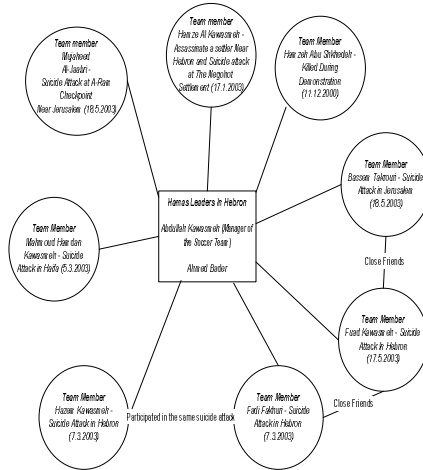 Team member
Mujaheed
Al-Jaabri -
Suicide Attack at A-Ram
Checkpoint
Near Jerusalem (18.5.2003)
Team member
Hamze Al Kawasmeh -
Assassinate a settler Near
Hebron and Suicide attack
at The Negohot
Settlement (17.1.2003)
Team Member
Hamzeh Abu Shkhedeh -
Killed During
Demonstration
(11.12.2000)
Team Member
Bassem Takrouri - Suicide
Attack in Jerusalem
(18.5.2003)
Hamas Leaders in Hebron
Abdullah Kawasmeh (Manager of
the Soccer Team)
Ahmed Bader
Team Member
Mahmoud Hamdan
Kawasmeh - Suicide
Attack in Haifa (5.3.2003)
Close Friends
Team Member
Fuad Kawasmeh - Suicide
Attack in Hebron
(17.5.2003)
Close Friends
Team Member
Hazem Kawasmeh -
Suicide Attack in Hebron
(7.3.2003)
Participated in the same suicide attack
Team Member
Fadi Fakhuri - Suicide
Attack in Hebron
(7.3.2003)